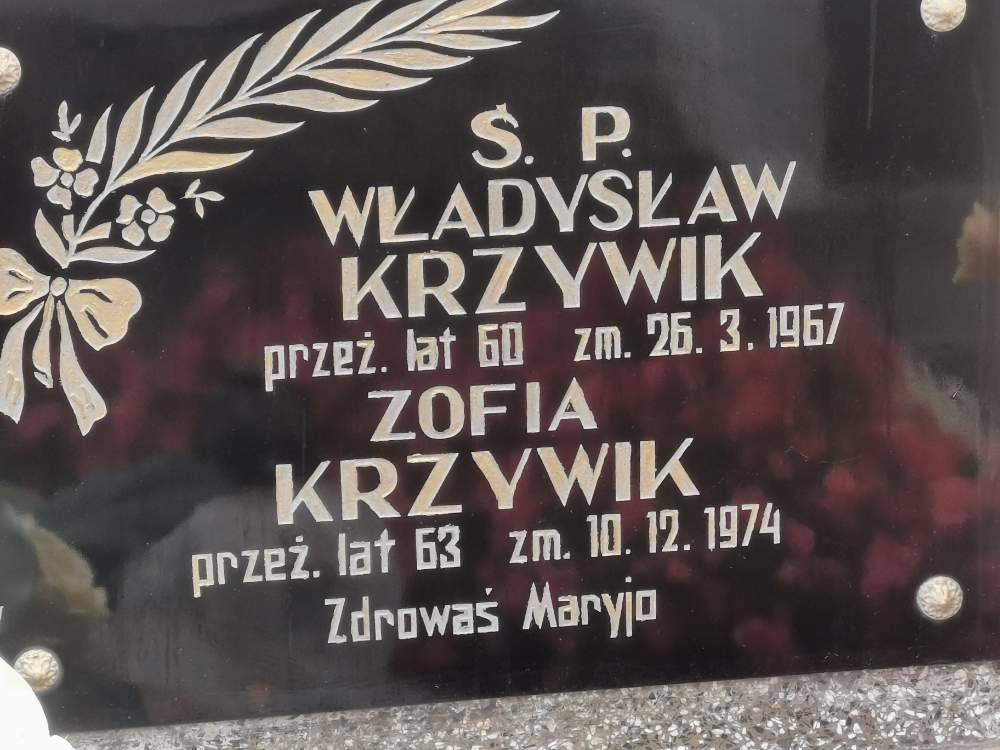 Ś. P.
WŁADYSŁAW
KRZYWIK
przeż. lat 60 zm. 26. 3. 1967
ZOFIA
KRZYWIK
przeż. lat 63 zm. 10. 12. 1974
Zdrowaś Maryjo